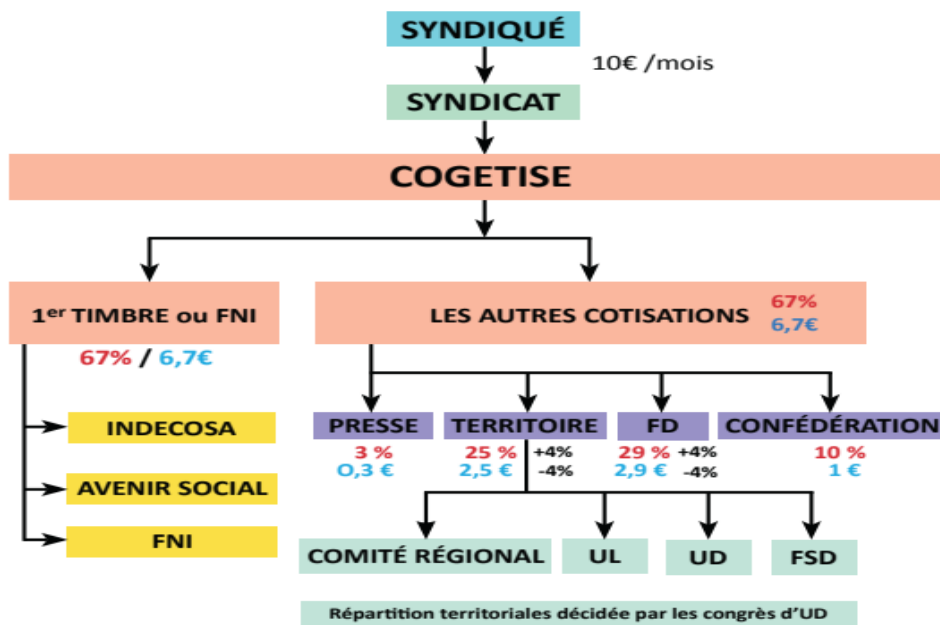 SYNDIQUÉ
10€ /mois
SYNDICAT
COGETISE
1er TIMBRE ou FNI
67% / 6,7€
INDECOSA
AVENIR SOCIAL
FNI
LES AUTRES COTISATIONS
67%
6,7€
PRESSE
3 %
0,3 €
TERRITOIRE
25 % +4%
2,5 € -4%
FD
29 % +4%
2,9 € -4%
CONFÉDÉRATION
10 %
1 €
COMITÉ RÉGIONAL
UL
UD
FSD
Répartition territoriales décidée par les congrès d'UD